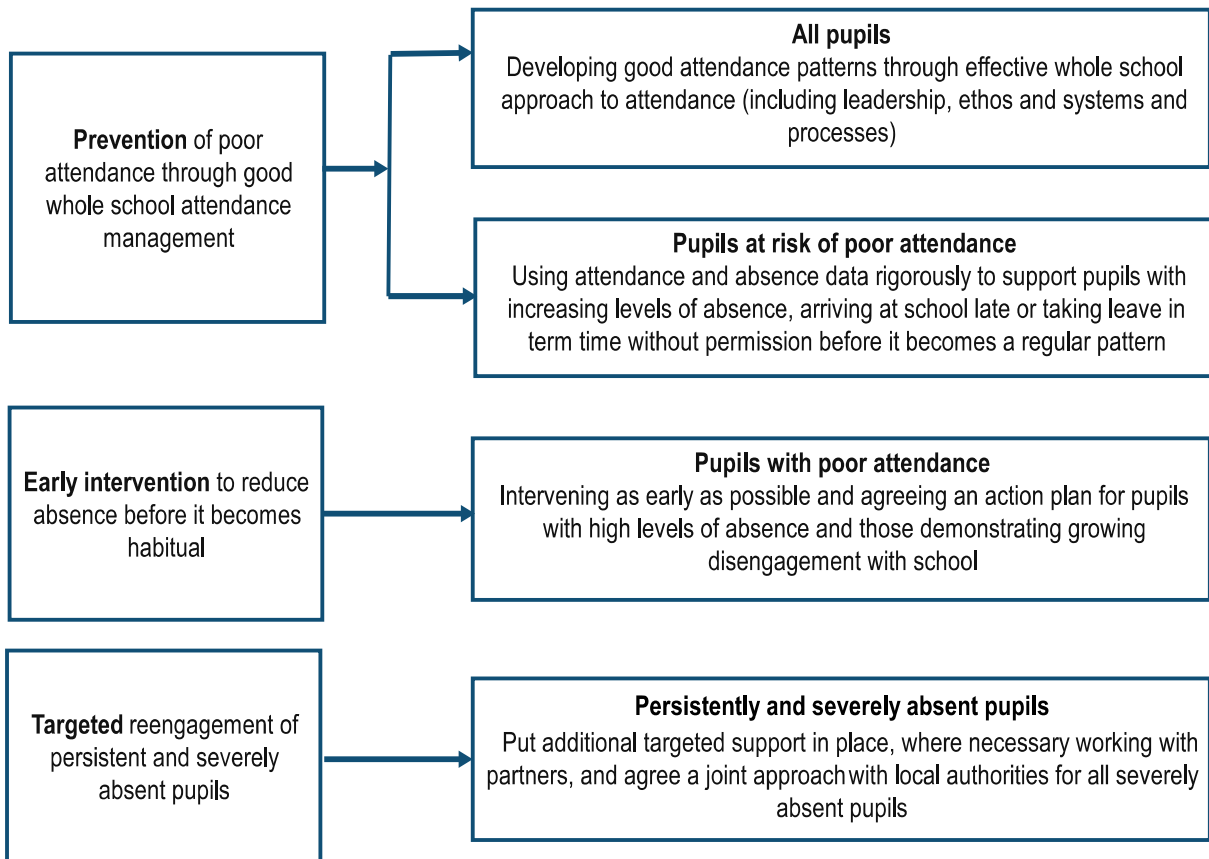 Prevention of poor
attendance through good
whole school attendance
management
All pupils
Developing good attendance patterns through effective whole school
approach to attendance (including leadership, ethos and systems and
processes)
Pupils at risk of poor attendance
Using attendance and absence data rigorously to support pupils with
increasing levels of absence, arriving at school late or taking leave in
term time without permission before it becomes a regular pattern
Early intervention to reduce
absence before it becomes
habitual
Pupils with poor attendance
Intervening as early as possible and agreeing an action plan for pupils
with high levels of absence and those demonstrating growing
disengagement with school
Targeted reengagement of
persistent and severely
absent pupils
Persistently and severely absent pupils
Put additional targeted support in place, where necessary working with
partners, and agree a joint approach with local authorities for all severely
absent pupils